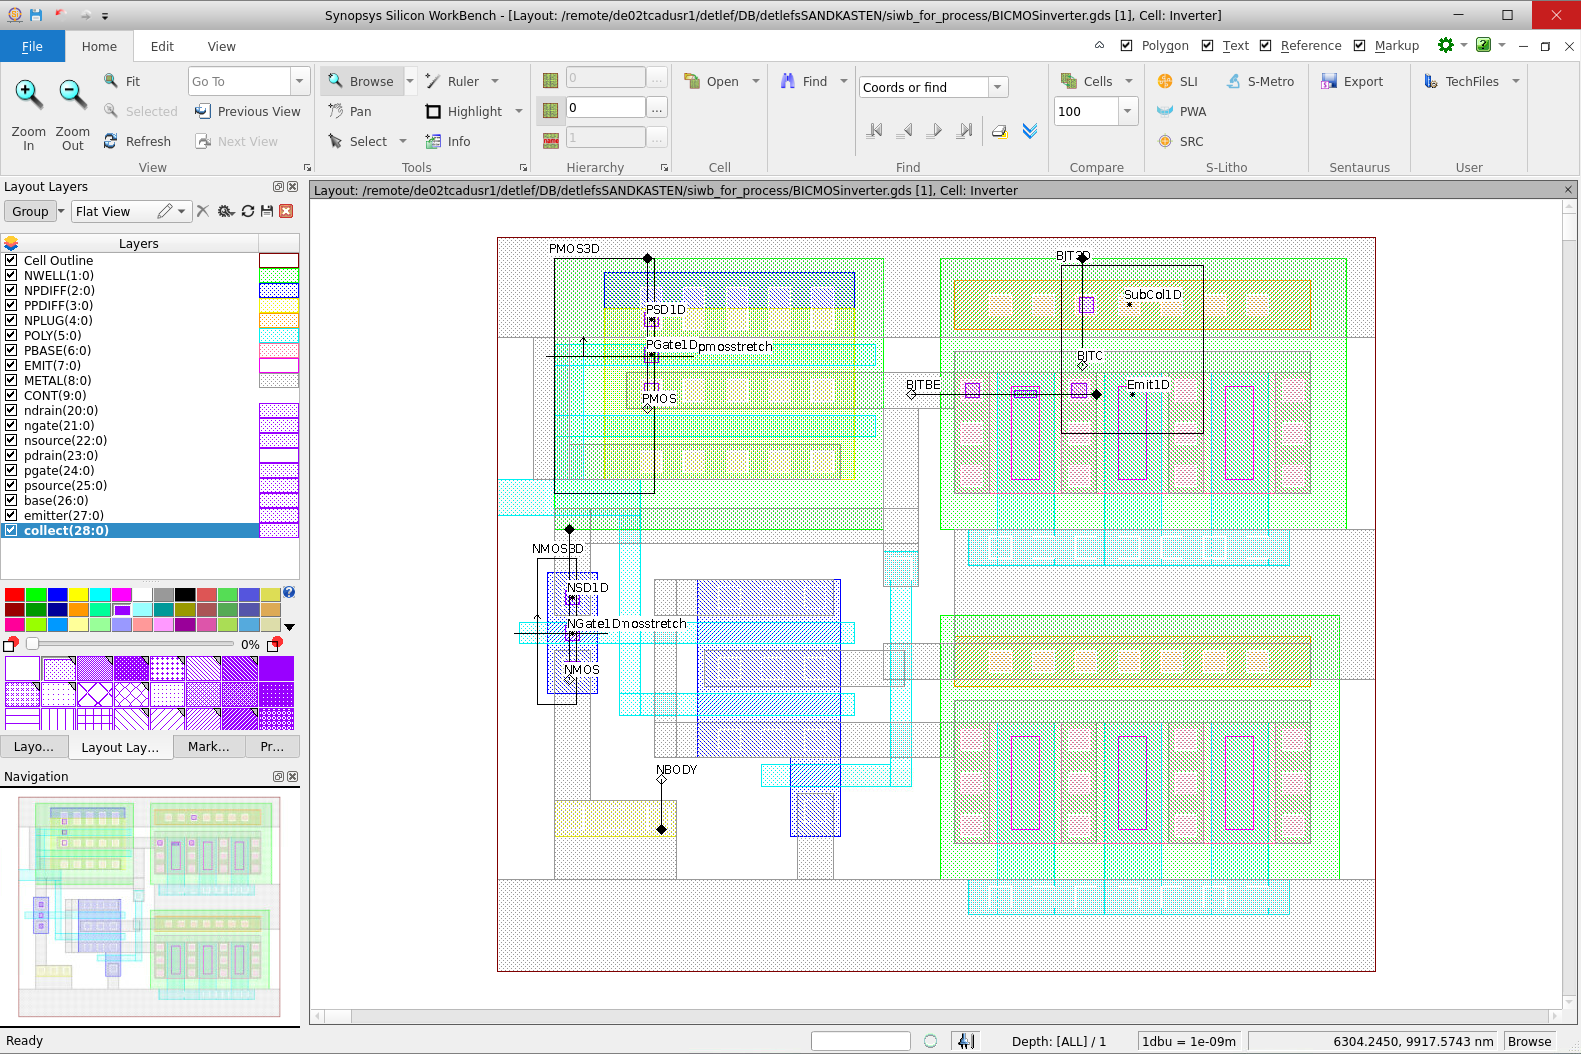 Synopsys Silicon WorkBench - [Layout: /remote/de02tcadusr1/detlef/DB/detlefsSANDKASTEN/siwb_for_process/BICMOSinverter.gds [1], Cell: Inverter]
File Home Edit View
Polygon Text Reference Markup
Fit Go To Browse Ruler 0 ... Open Find Coords or find Cells SLI S-Metro Export TechFiles
Selected Previous View Pan Highlight 0 ... 100 PWA
Zoom In Zoom Out Refresh Next View Select Info name 1 ... SRC
View Tools Hierarchy Cell Find Compare S-Litho Sentaurus User
Layout Layers
Layout: /remote/de02tcadusr1/detlef/DB/detlefsSANDKASTEN/siwb_for_process/BICMOSinverter.gds [1], Cell: Inverter
Group Flat View
Layers
Cell Outline
NWELL(1:0)
NPDIFF(2:0)
PPDIFF(3:0)
NPLUG(4:0)
POLY(5:0)
PBASE(6:0)
EMIT(7:0)
METAL(8:0)
CONT(9:0)
ndrain(20:0)
ngate(21:0)
nsource(22:0)
pdrain(23:0)
pgate(24:0)
psource(25:0)
base(26:0)
emitter(27:0)
collect(28:0)
0%
Layo... Layout Lay... Mark... Pr...
Navigation
PMOS3D
BJT3D
SubCol1D
PSD1D
PGate1D pmosstretch
BJTC
BJTBE
Emit1D
PMOS
NMOS3D
NSD1D
NGate1D nmosstretch
NMOS
NBODY
Ready Depth: [ALL] / 1 1dbu = 1e-09m 6304.2450, 9917.5743 nm Browse